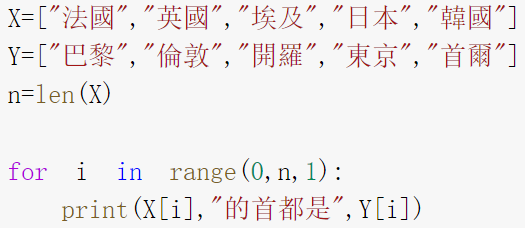 X=["法國","英國","埃及","日本","韓國"]
Y=["巴黎","倫敦","開羅","東京","首爾"]
n=len(X)
for  i  in  range(0,n,1):
    print(X[i],"的首都是",Y[i])